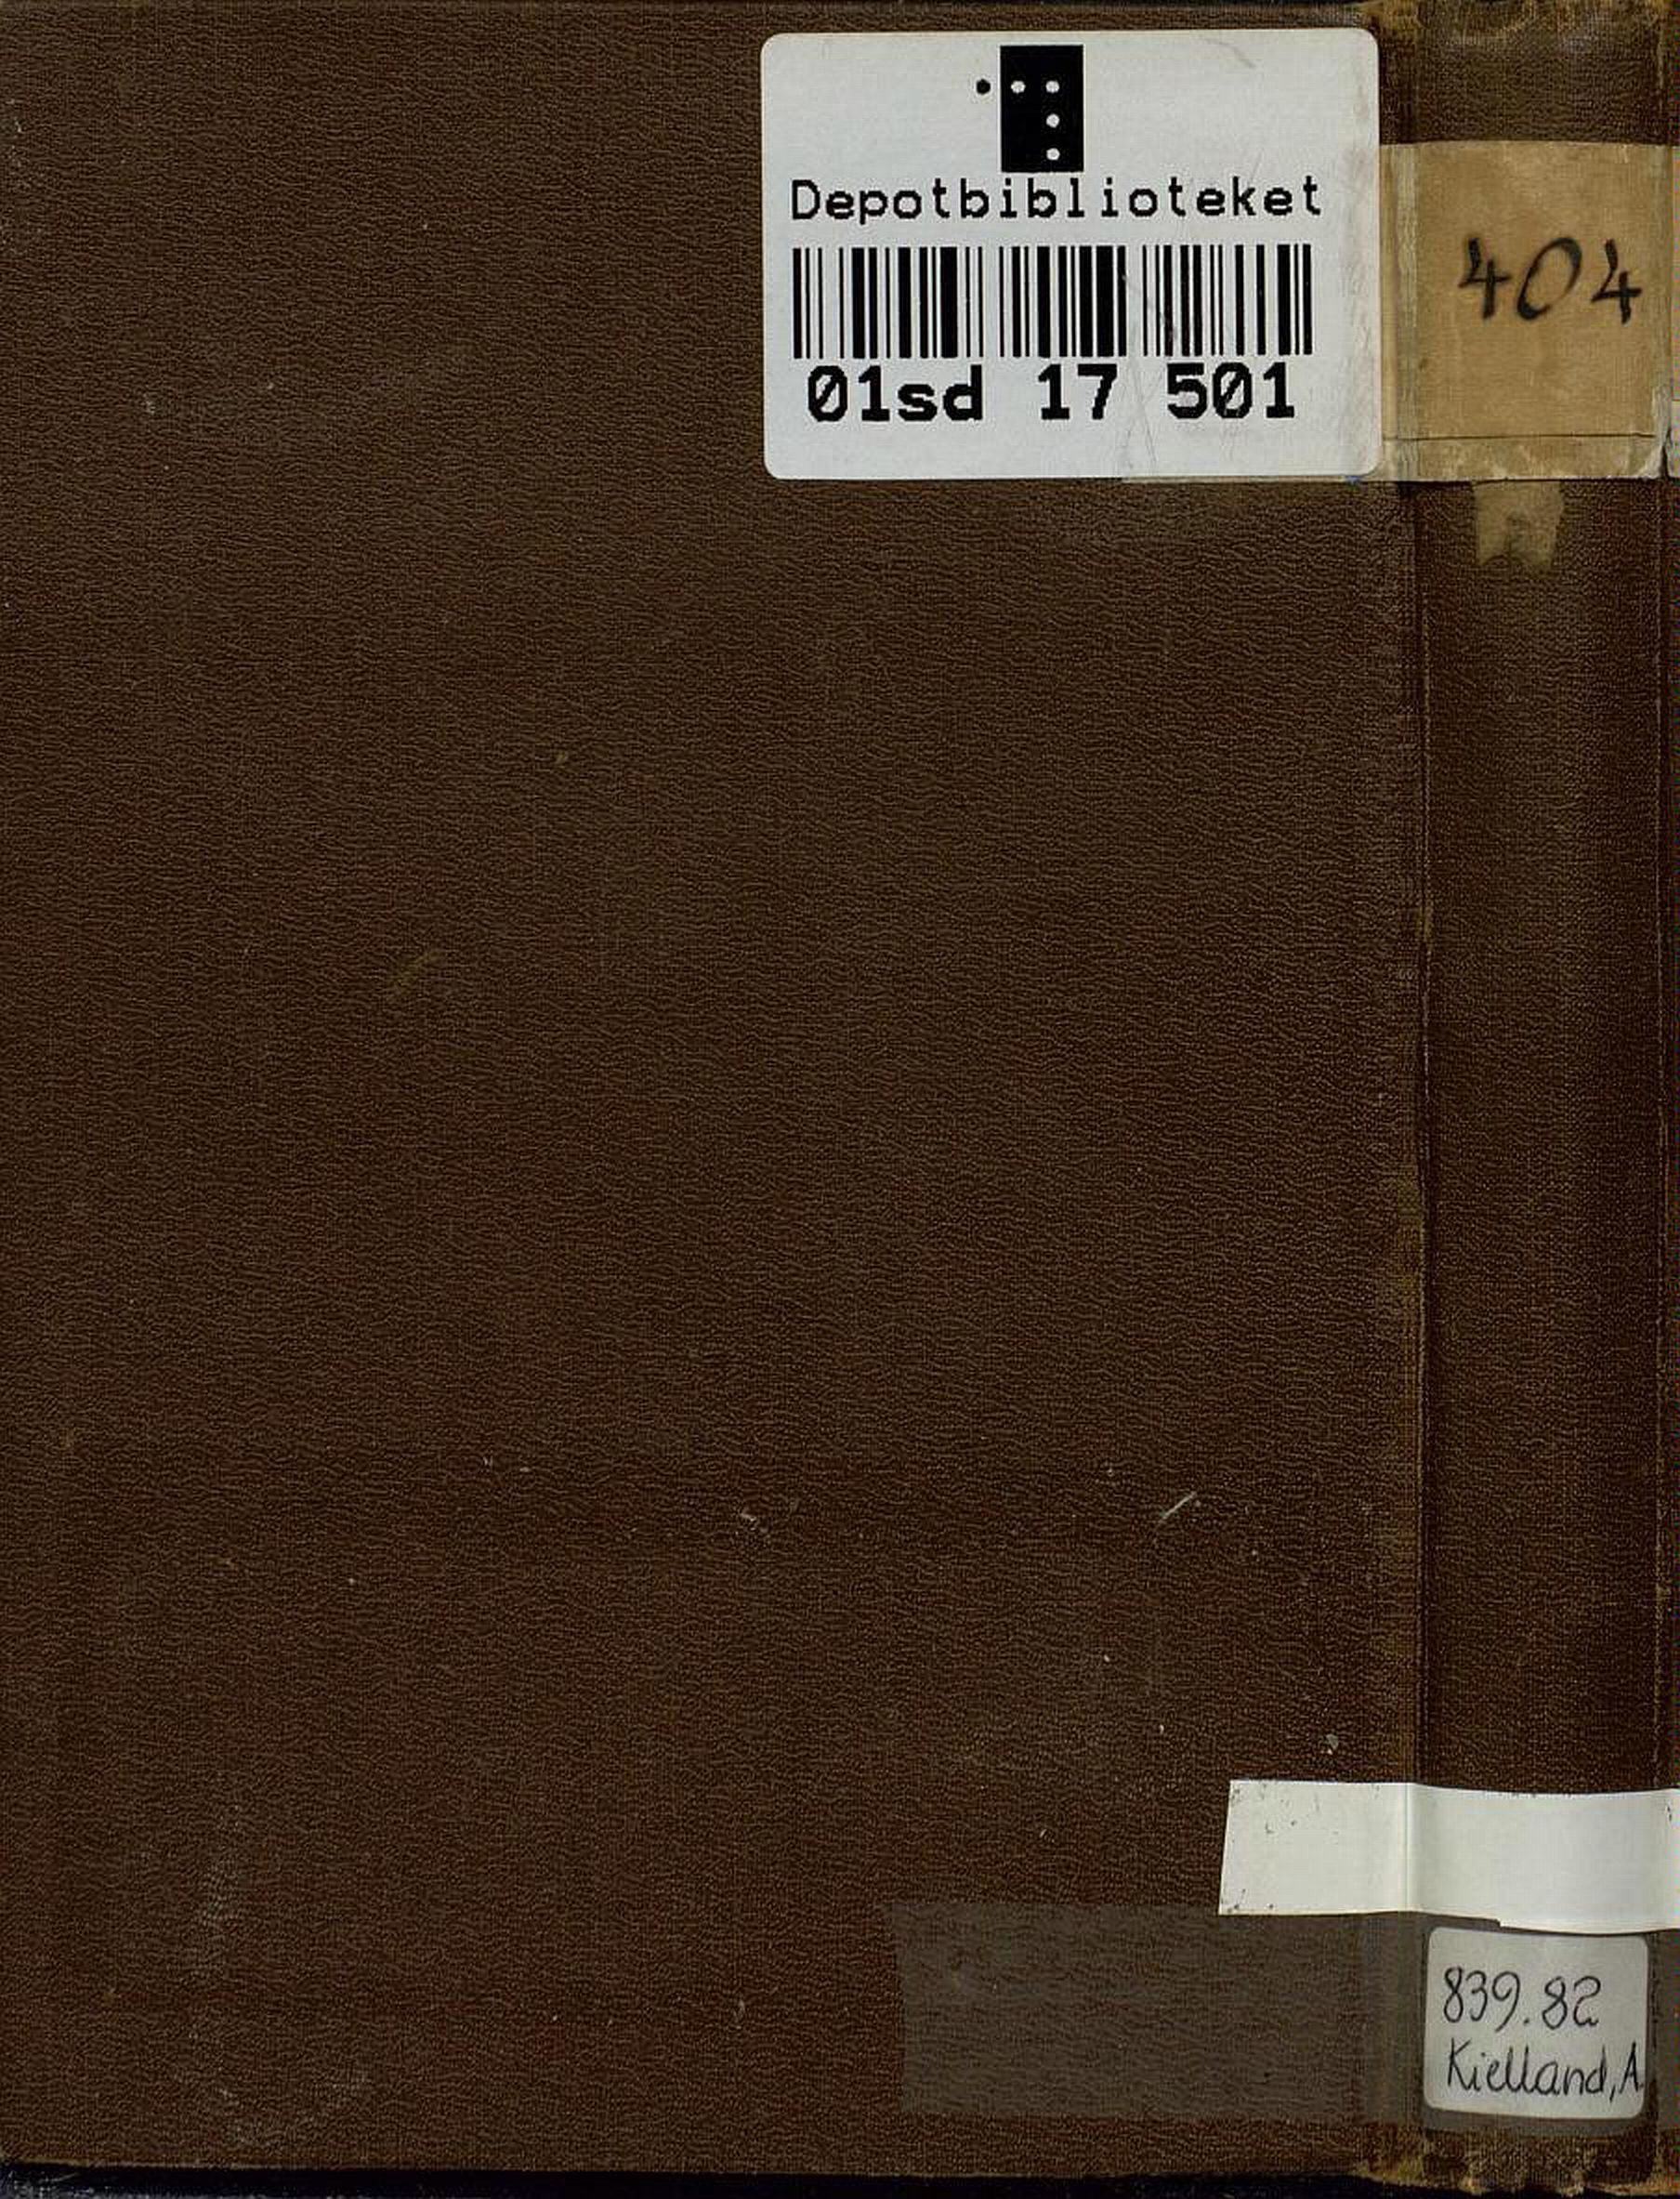 Depotbiblioteket
01sd 17 501
404
839.82
Kielland, A